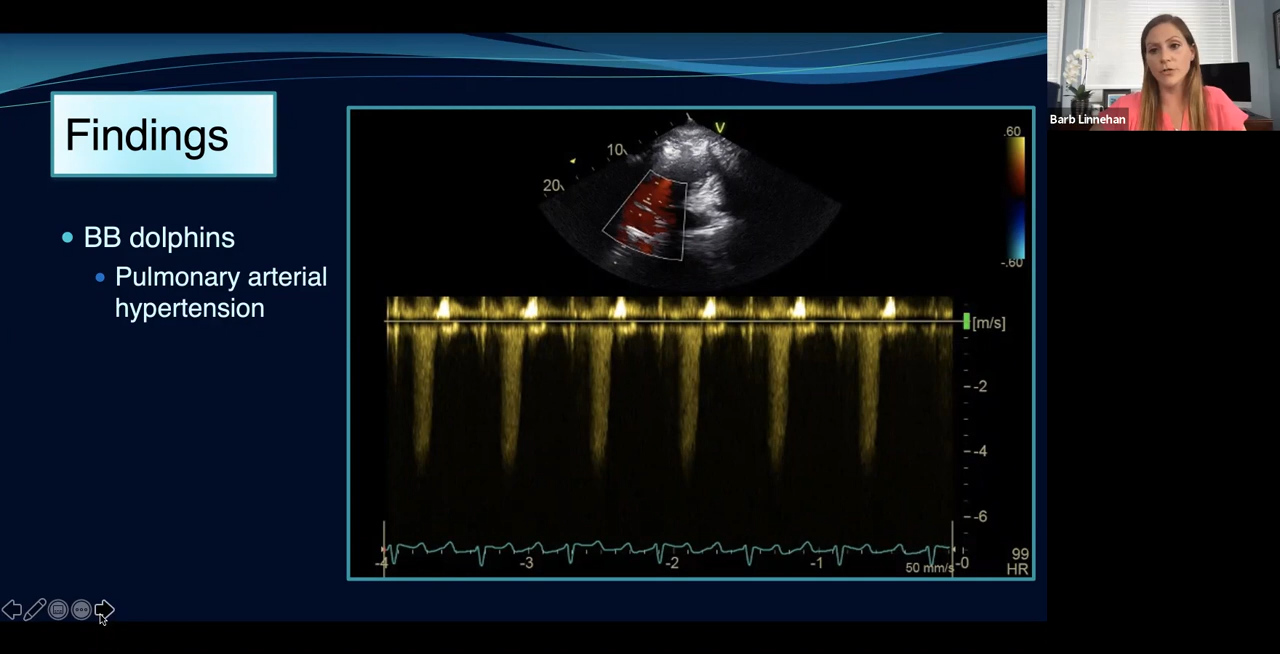 Findings
BB dolphins
Pulmonary arterial
hypertension
V
10
20
.60
-.60
[m/s]
-2
-4
-6
-4
-3
-2
-1
50 mm/s
-0
99
HR
Barb Linnehan